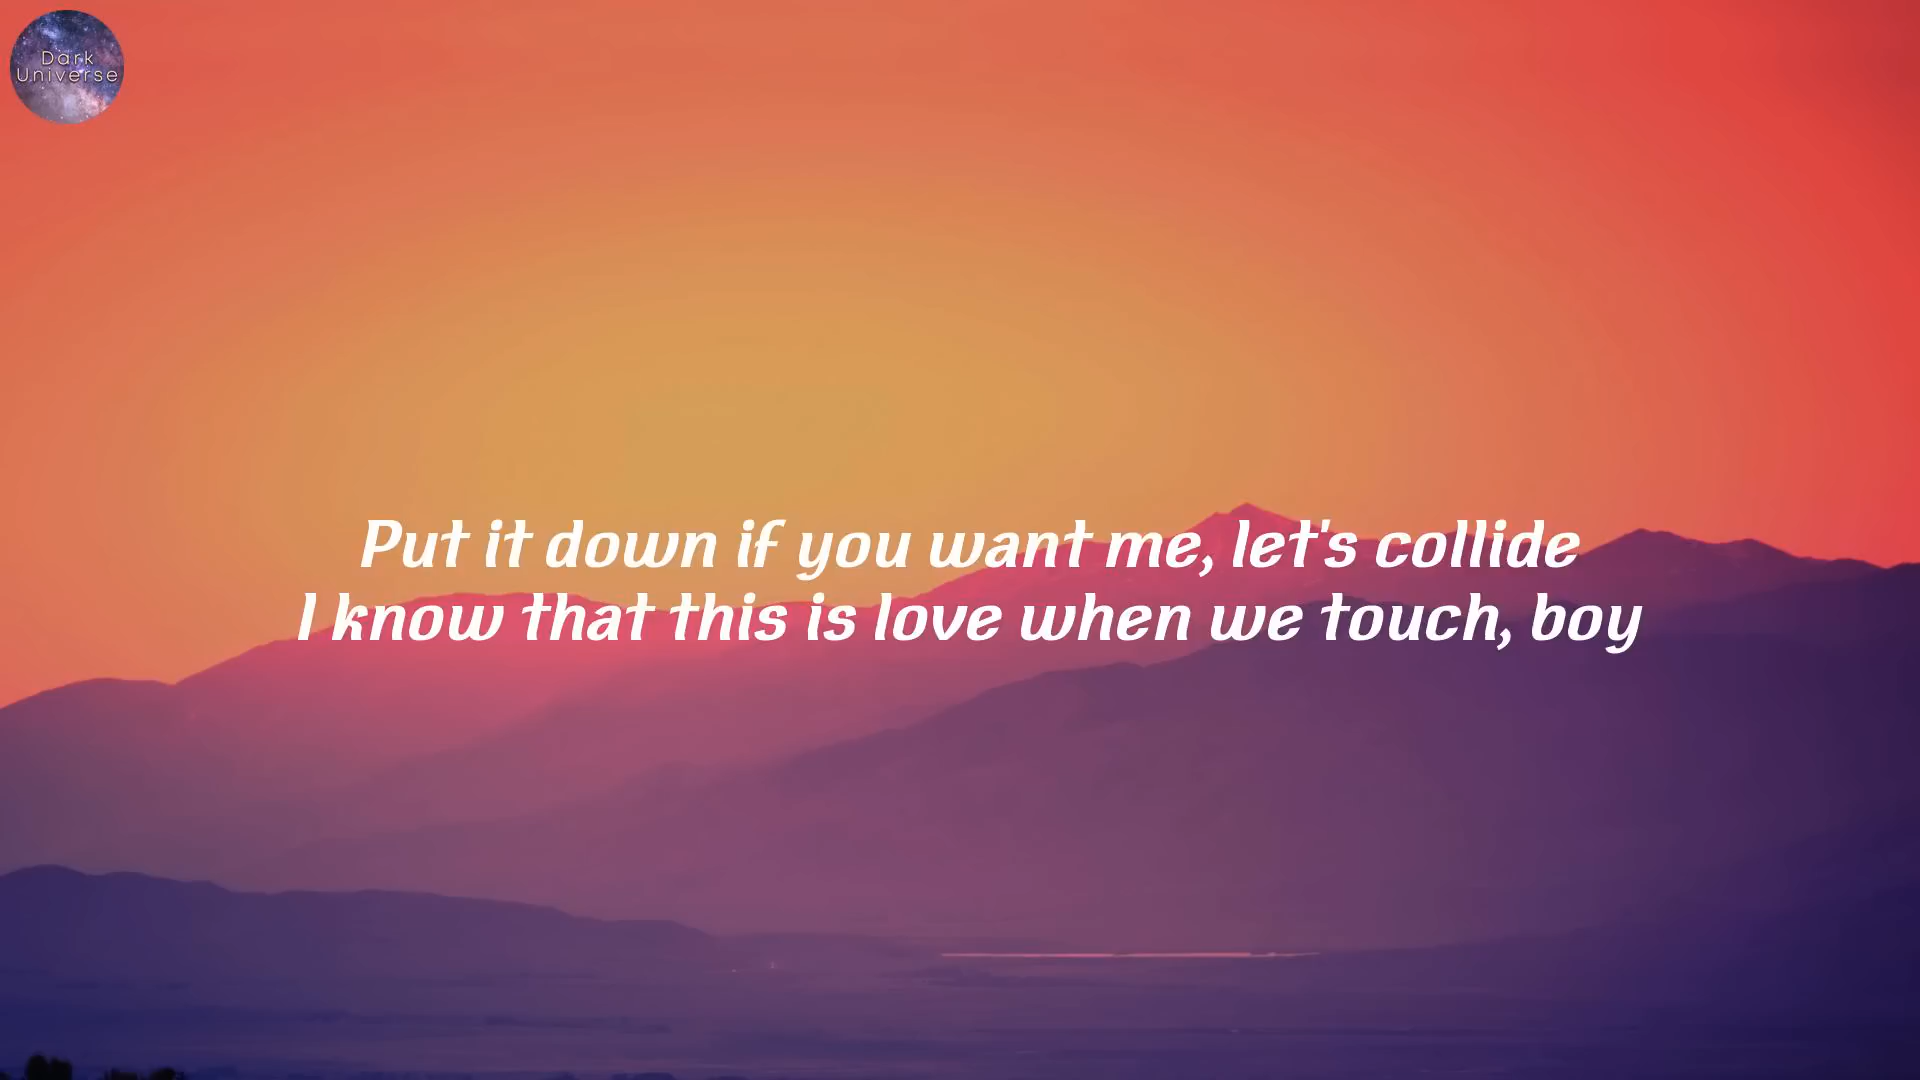 Dark
Universe
Put it down if you want me, let's collide
I know that this is love when we touch, boy